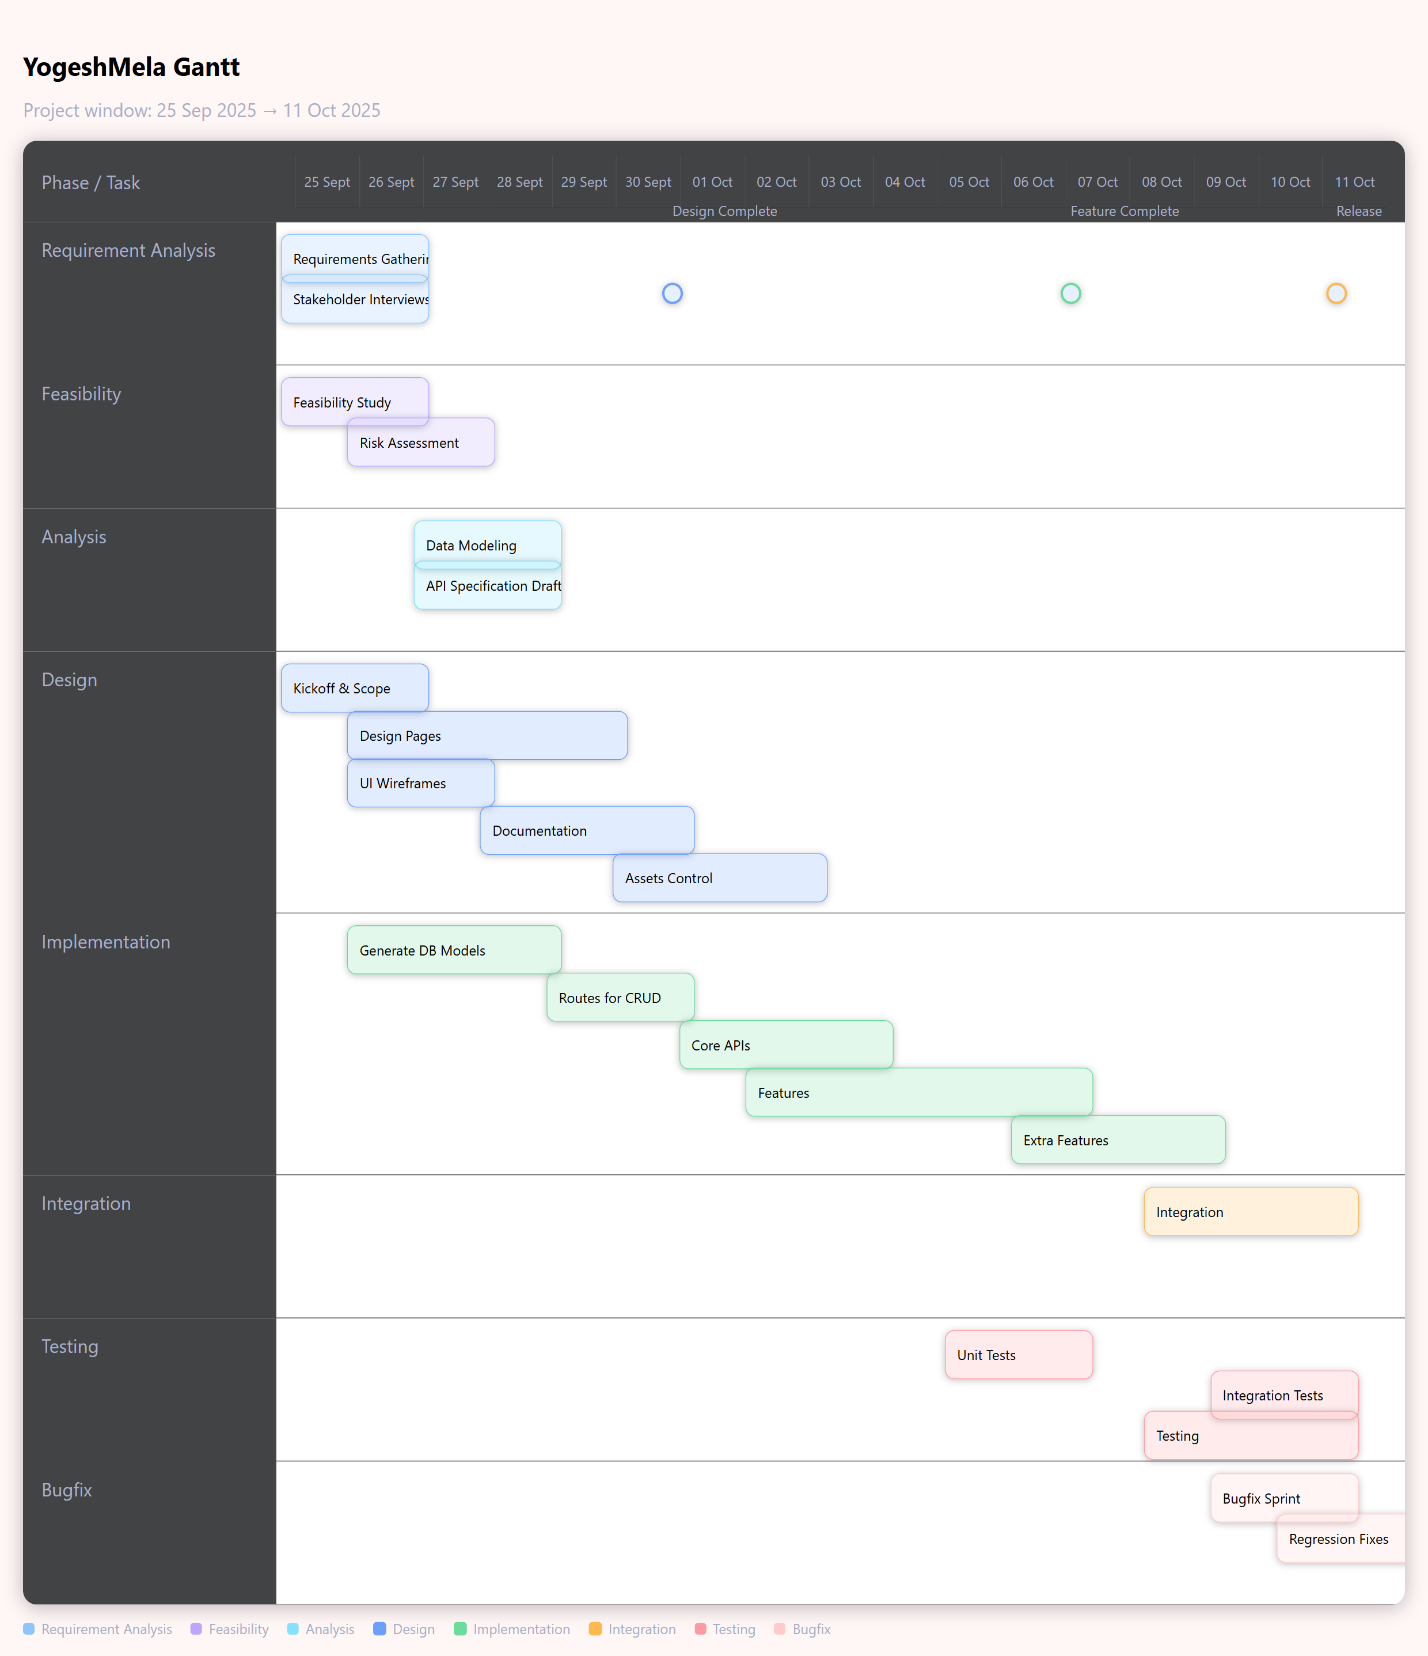 YogeshMela Gantt
Project window: 25 Sep 2025 → 11 Oct 2025
Phase / Task 25 Sept 26 Sept 27 Sept 28 Sept 29 Sept 30 Sept 01 Oct 02 Oct 03 Oct 04 Oct 05 Oct 06 Oct 07 Oct 08 Oct 09 Oct 10 Oct 11 Oct
Design Complete Feature Complete Release
Requirement Analysis
Requirements Gatherin
Stakeholder Interviews
Feasibility
Feasibility Study
Risk Assessment
Analysis
Data Modeling
API Specification Draft
Design
Kickoff & Scope
Design Pages
UI Wireframes
Documentation
Assets Control
Implementation
Generate DB Models
Routes for CRUD
Core APIs
Features
Extra Features
Integration
Integration
Testing
Unit Tests
Integration Tests
Testing
Bugfix
Bugfix Sprint
Regression Fixes
Requirement Analysis Feasibility Analysis Design Implementation Integration Testing Bugfix